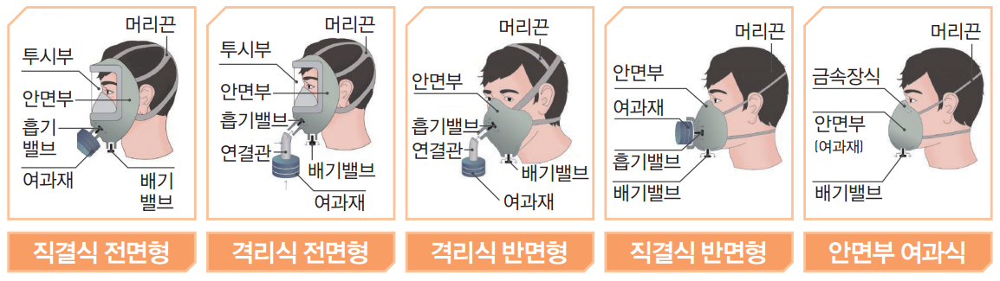 머리끈
투시부
안면부
흡기
밸브
여과재
배기
밸브
직결식 전면형
머리끈
투시부
안면부
흡기밸브
연결관
배기밸브
여과재
격리식 전면형
머리끈
안면부
흡기밸브
연결관
배기밸브
여과재
격리식 반면형
머리끈
안면부
여과재
흡기밸브
배기밸브
직결식 반면형
머리끈
금속장식
안면부
(여과재)
배기밸브
안면부 여과식